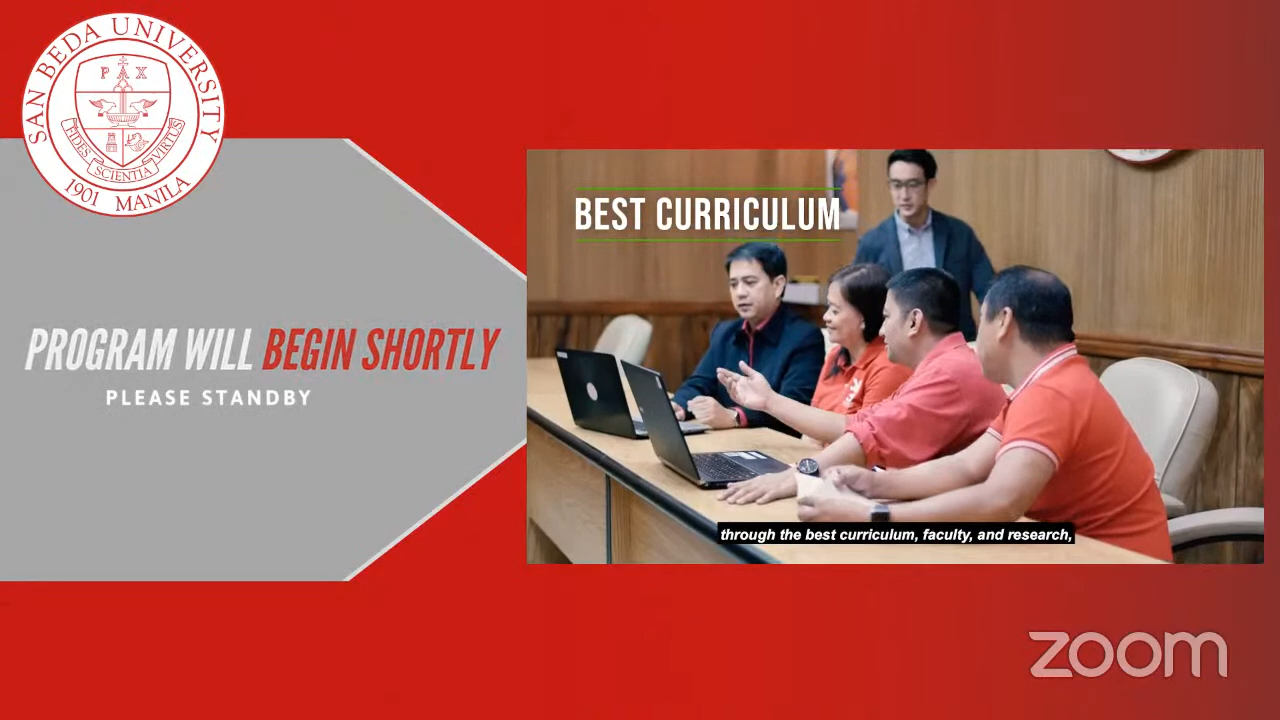 SAN BEDA UNIVERSITY
PAX
FIDES
SCIENTIA
VIRTUS
1901 MANILA
PROGRAM WILL BEGIN SHORTLY
PLEASE STANDBY
BEST CURRICULUM
through the best curriculum, faculty, and research,
zoom